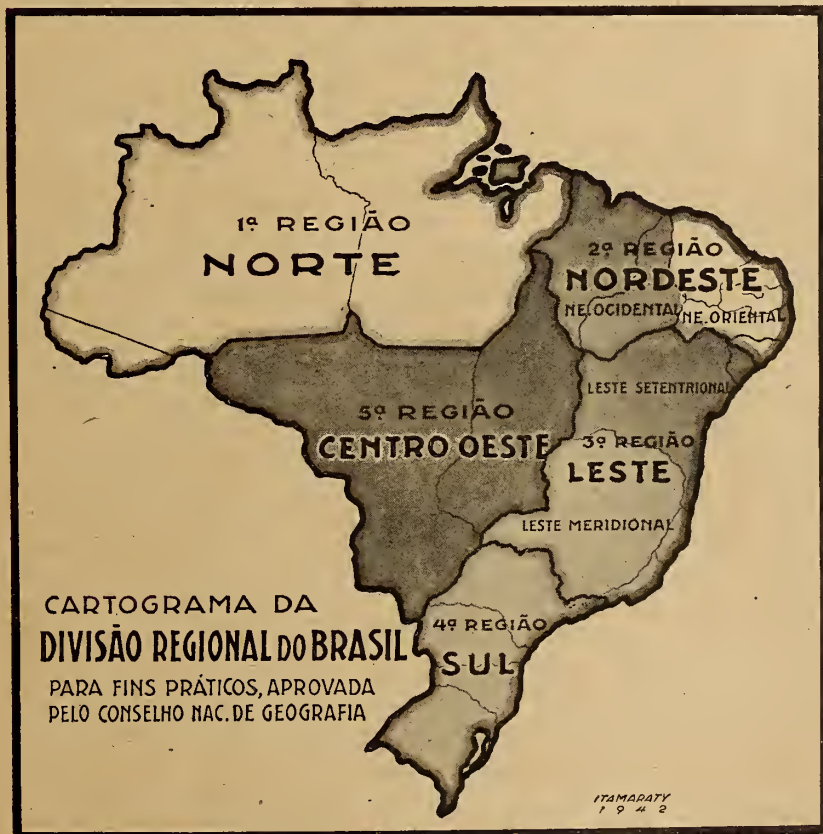 1ª REGIÃO
NORTE
2ª REGIÃO
NORDESTE
NE. OCIDENTAL
NE. ORIENTAL
LESTE SETENTRIONAL
5ª REGIÃO
CENTRO OESTE
3ª REGIÃO
LESTE
LESTE MERIDIONAL
4ª REGIÃO
SUL
CARTOGRAMA DA
DIVISÃO REGIONAL DO BRASIL
PARA FINS PRÁTICOS, APROVADA
PELO CONSELHO NAC. DE GEOGRAFIA
ITAMARATY
1942